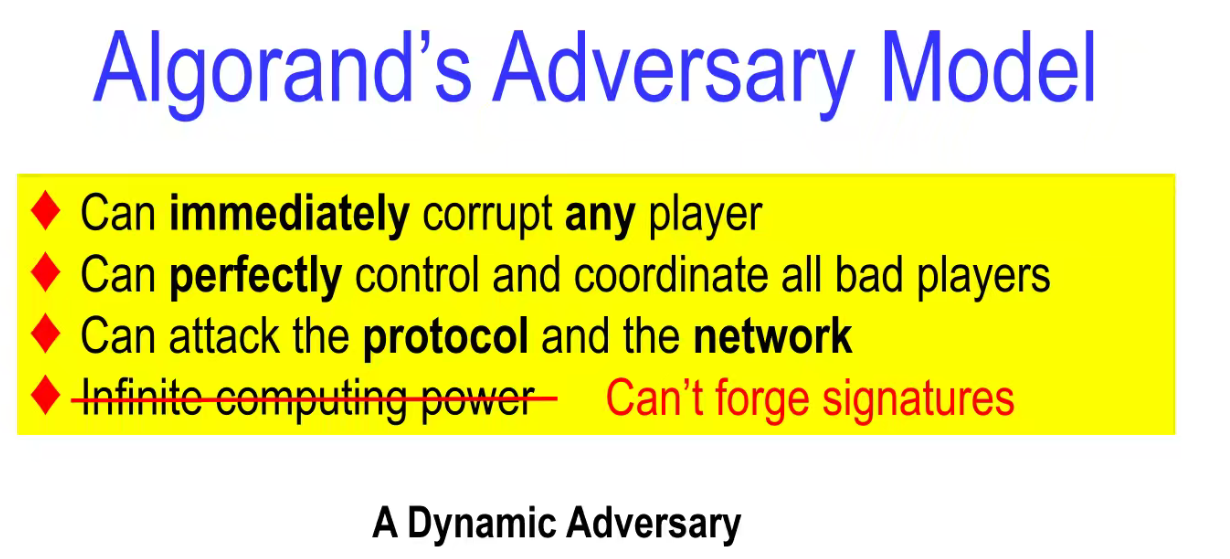 Algorand’s Adversary Model
♦ Can immediately corrupt any player
♦ Can perfectly control and coordinate all bad players
♦ Can attack the protocol and the network
♦ Infinite computing power Can’t forge signatures
A Dynamic Adversary